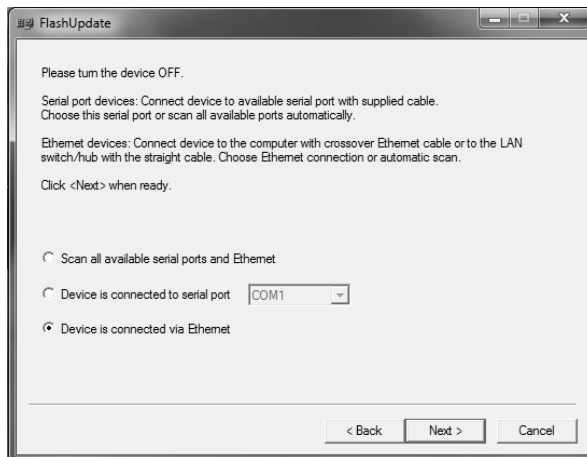 FlashUpdate
Please turn the device OFF.
Serial port devices: Connect device to available serial port with supplied cable.
Choose this serial port or scan all available ports automatically.
Ethernet devices: Connect device to the computer with crossover Ethernet cable or to the LAN
switch/hub with the straight cable. Choose Ethernet connection or automatic scan.
Click <Next> when ready.
Scan all available serial ports and Ethernet
Device is connected to serial port COM1
Device is connected via Ethernet
< Back Next > Cancel